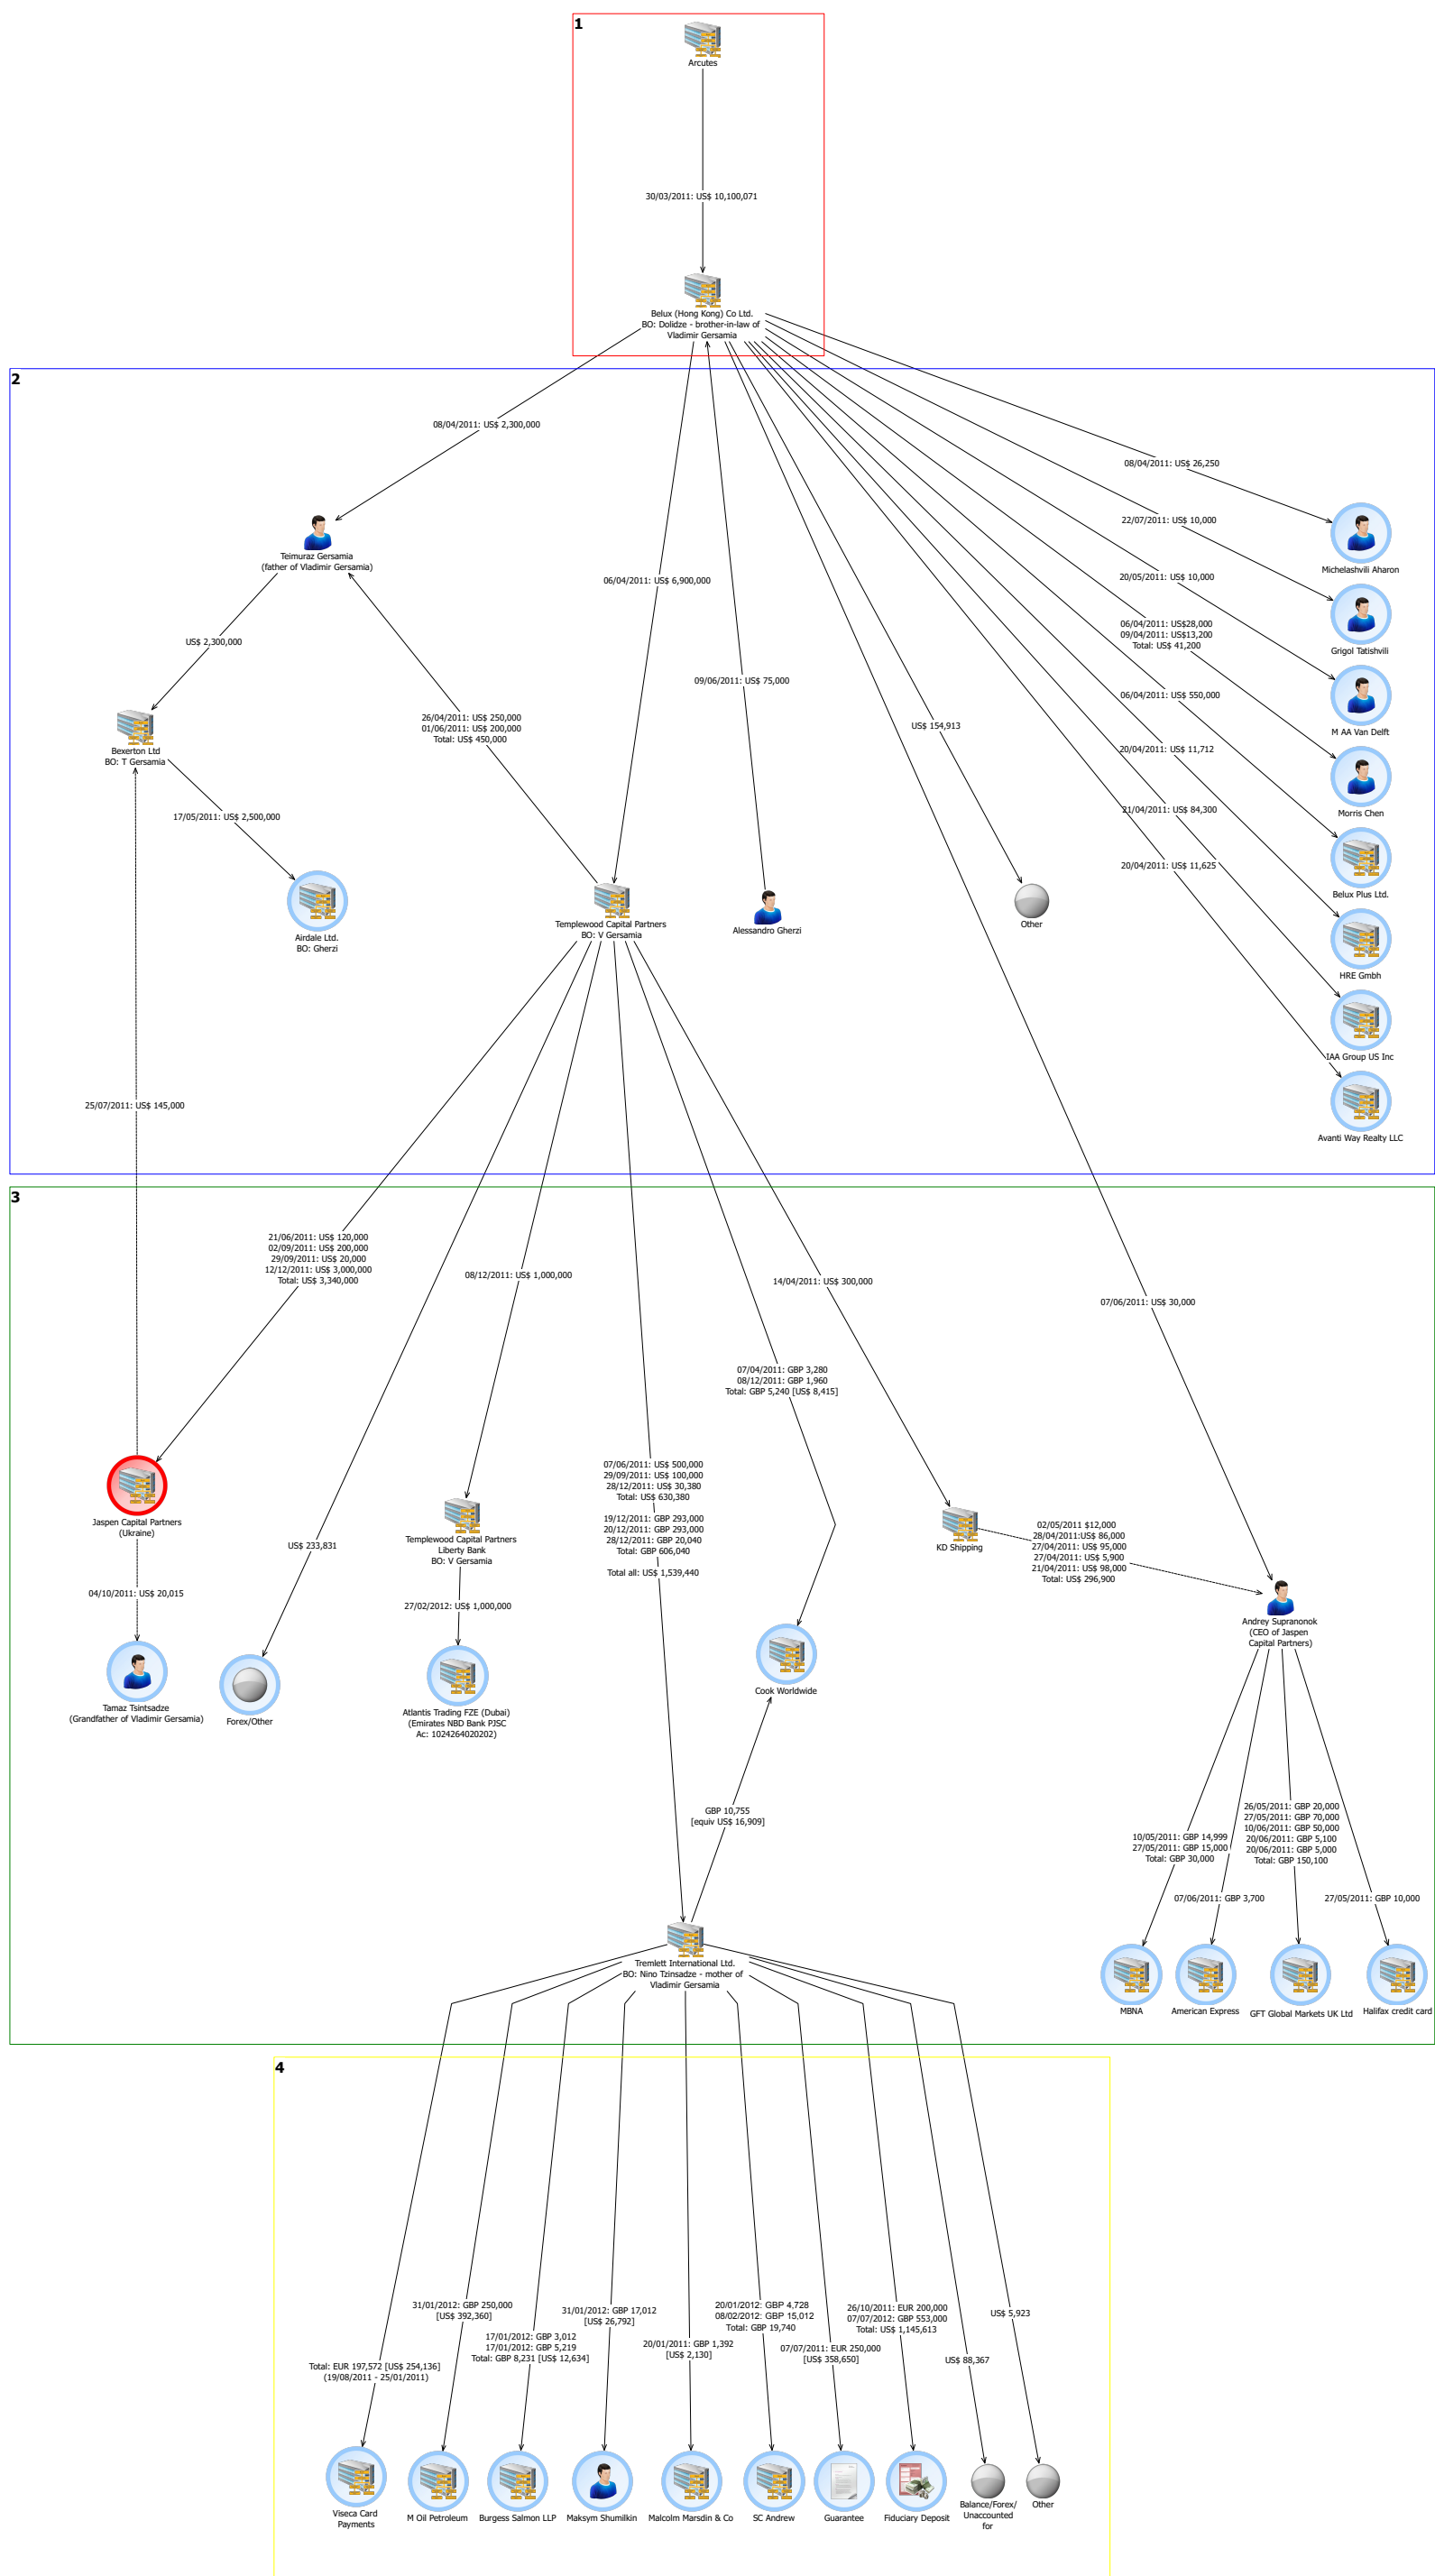 1
Arcutes
30/03/2011: US$ 10,100,071
Belux (Hong Kong) Co Ltd.
BO: Dolidze - brother-in-law of
Vladimir Gersamia
2
08/04/2011: US$ 2,300,000
08/04/2011: US$ 26,250
22/07/2011: US$ 10,000
Michelashvili Aharon
Teimuraz Gersamia
(father of Vladimir Gersamia)
06/04/2011: US$ 6,900,000
20/05/2011: US$ 10,000
06/04/2011: US$28,000
09/04/2011: US$13,200
Total: US$ 41,200
Grigol Tatishvili
US$ 2,300,000
09/06/2011: US$ 75,000
06/04/2011: US$ 550,000
26/04/2011: US$ 250,000
01/06/2011: US$ 200,000
Total: US$ 450,000
US$ 154,913
M AA Van Delft
Bexerton Ltd
BO: T Gersamia
20/04/2011: US$ 11,712
17/05/2011: US$ 2,500,000
21/04/2011: US$ 84,300
Morris Chen
20/04/2011: US$ 11,625
Belux Plus Ltd.
Airdale Ltd.
BO: Gherzi
Templewood Capital Partners
BO: V Gersamia
Alessandro Gherzi
Other
HRE Gmbh
IAA Group US Inc
25/07/2011: US$ 145,000
Avanti Way Realty LLC
3
21/06/2011: US$ 120,000
02/09/2011: US$ 200,000
29/09/2011: US$ 20,000
12/12/2011: US$ 3,000,000
Total: US$ 3,340,000
08/12/2011: US$ 1,000,000
14/04/2011: US$ 300,000
07/06/2011: US$ 30,000
07/04/2011: GBP 3,280
08/12/2011: GBP 1,960
Total: GBP 5,240 [US$ 8,415]
07/06/2011: US$ 500,000
29/09/2011: US$ 100,000
28/12/2011: US$ 30,380
Total: US$ 630,380
19/12/2011: GBP 293,000
20/12/2011: GBP 293,000
28/12/2011: GBP 20,040
Total: GBP 606,040
Total all: US$ 1,539,440
Jaspen Capital Partners
(Ukraine)
US$ 233,831
Templewood Capital Partners
Liberty Bank
BO: V Gersamia
KD Shipping
02/05/2011 $12,000
28/04/2011:US$ 86,000
27/04/2011: US$ 95,000
27/04/2011: US$ 5,900
21/04/2011: US$ 98,000
Total: US$ 296,900
04/10/2011: US$ 20,015
27/02/2012: US$ 1,000,000
Andrey Supranonok
(CEO of Jaspen
Capital Partners)
Tamaz Tsintsadze
(Grandfather of Vladimir Gersamia)
Forex/Other
Atlantis Trading FZE (Dubai)
(Emirates NBD Bank PJSC
Ac: 1024264020202)
Cook Worldwide
GBP 10,755
[equiv US$ 16,909]
10/05/2011: GBP 14,999
27/05/2011: GBP 15,000
Total: GBP 30,000
26/05/2011: GBP 20,000
27/05/2011: GBP 70,000
10/06/2011: GBP 50,000
20/06/2011: GBP 5,100
20/06/2011: GBP 5,000
Total: GBP 150,100
07/06/2011: GBP 3,700
27/05/2011: GBP 10,000
Tremlett International Ltd.
BO: Nino Tzinsadze - mother of
Vladimir Gersamia
MBNA
American Express
GFT Global Markets UK Ltd
Halifax credit card
4
Total: EUR 197,572 [US$ 254,136]
(19/08/2011 - 25/01/2011)
31/01/2012: GBP 250,000
[US$ 392,360]
17/01/2012: GBP 3,012
17/01/2012: GBP 5,219
Total: GBP 8,231 [US$ 12,634]
31/01/2012: GBP 17,012
[US$ 26,792]
20/01/2011: GBP 1,392
[US$ 2,130]
20/01/2012: GBP 4,728
08/02/2012: GBP 15,012
Total: GBP 19,740
07/07/2011: EUR 250,000
[US$ 358,650]
26/10/2011: EUR 200,000
07/07/2012: GBP 553,000
Total: US$ 1,145,613
US$ 88,367
US$ 5,923
Viseca Card
Payments
M Oil Petroleum
Burgess Salmon LLP
Maksym Shumilkin
Malcolm Marsdin & Co
SC Andrew
Guarantee
Fiduciary Deposit
Balance/Forex/
Unaccounted
for
Other